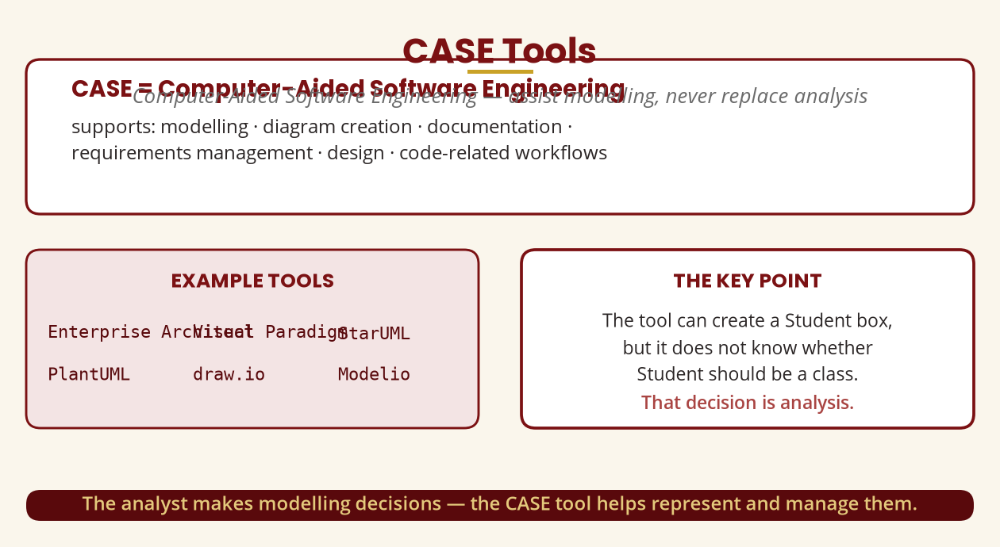 CASE Tools
CASE = Computer-Aided Software Engineering
Computer-Aided Software Engineering — assist modelling, never replace analysis
supports: modelling · diagram creation · documentation ·
requirements management · design · code-related workflows
EXAMPLE TOOLS
Enterprise Architect Visual Paradigm StarUML
PlantUML draw.io Modelio
THE KEY POINT
The tool can create a Student box,
but it does not know whether
Student should be a class.
That decision is analysis.
The analyst makes modelling decisions — the CASE tool helps represent and manage them.